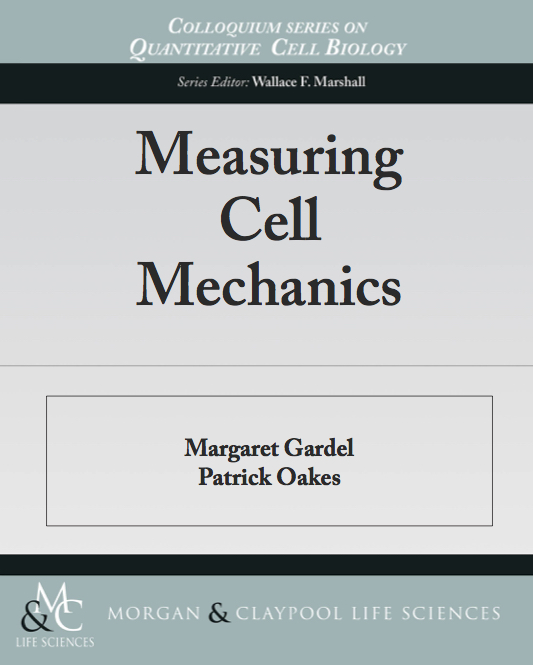 COLLOQUIUM SERIES ON
QUANTITATIVE CELL BIOLOGY
Series Editor: Wallace F. Marshall
Measuring
Cell
Mechanics
Margaret Gardel
Patrick Oakes
M&C
LIFE SCIENCES
MORGAN & CLAYPOOL LIFE SCIENCES